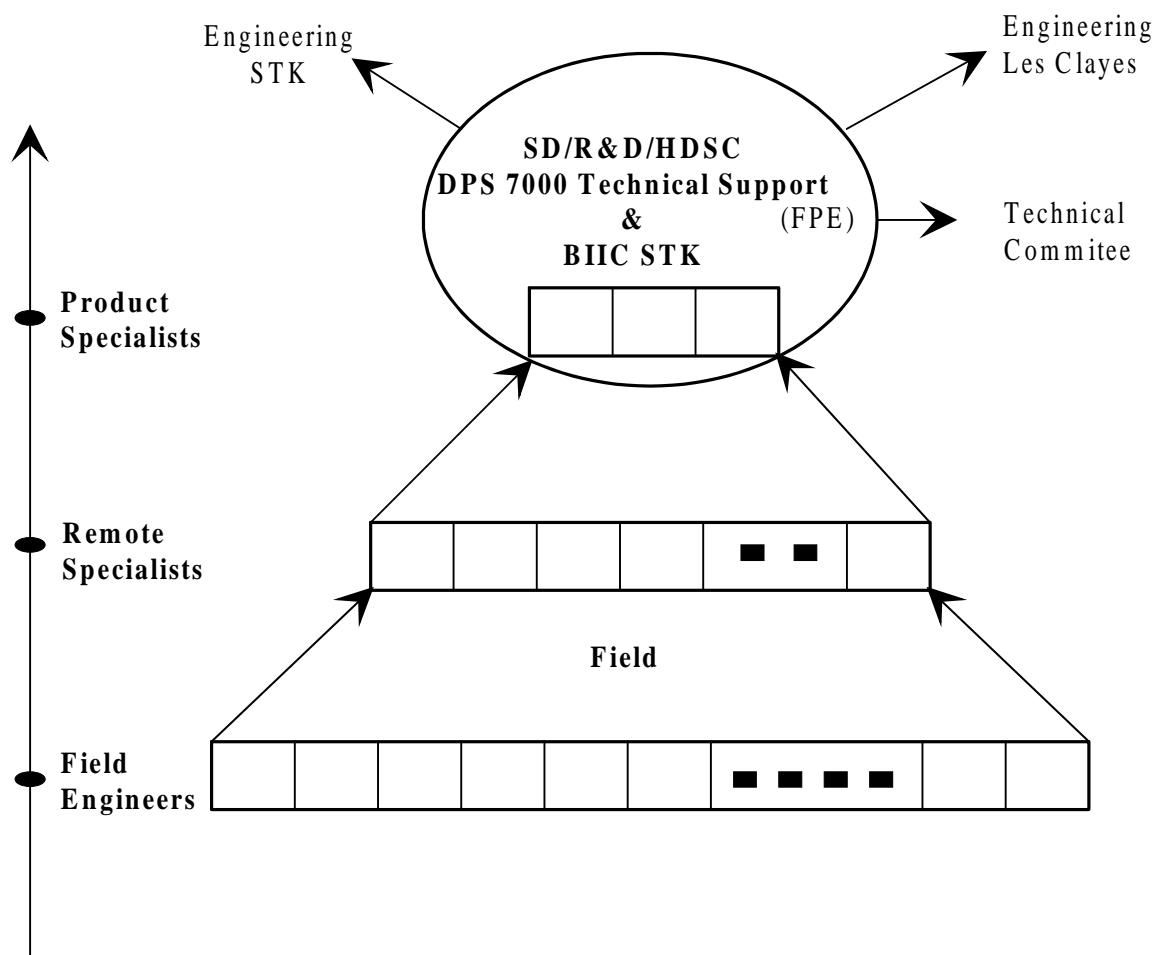 Engineering
STK
Engineering
Les Clayes
SD/R&D/HDSC
DPS 7000 Technical Support
& (FPE)
BIIC STK
Technical
Commitee
Product
Specialists
Remote
Specialists
Field
Field
Engineers